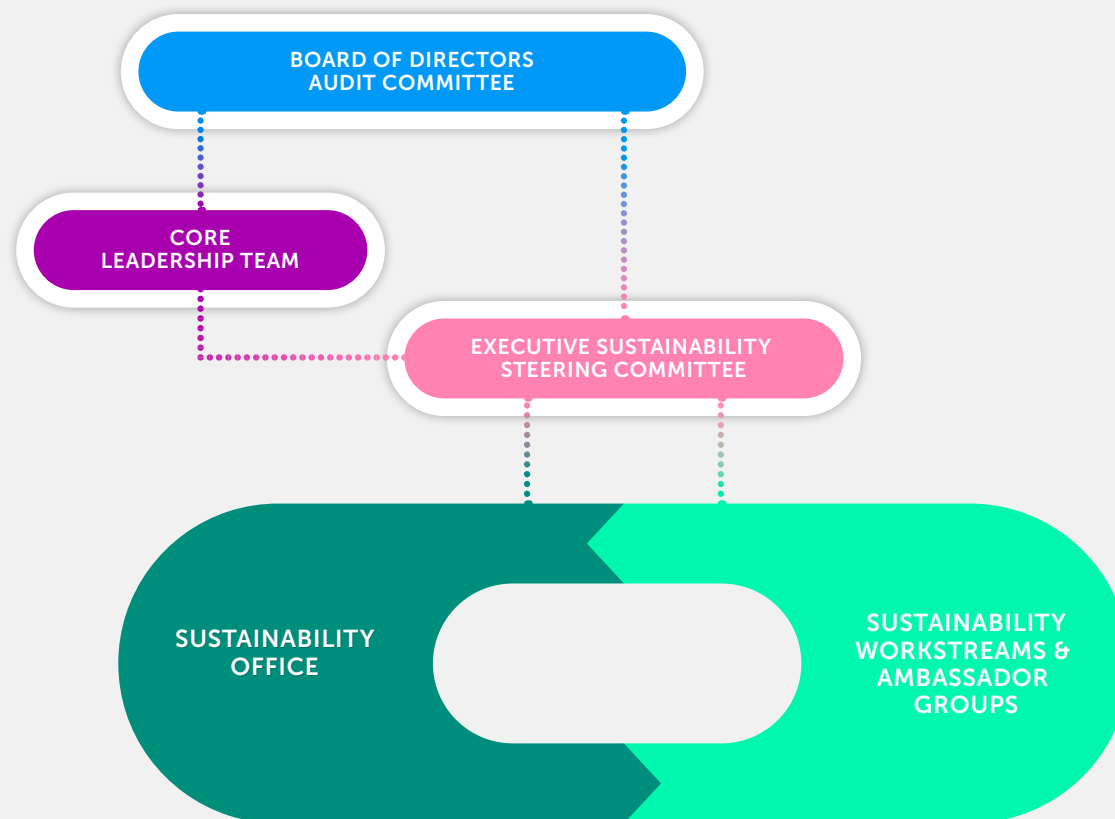 BOARD OF DIRECTORS
AUDIT COMMITTEE
CORE
LEADERSHIP TEAM
EXECUTIVE SUSTAINABILITY
STEERING COMMITTEE
SUSTAINABILITY
OFFICE
SUSTAINABILITY
WORKSTREAMS &
AMBASSADOR
GROUPS